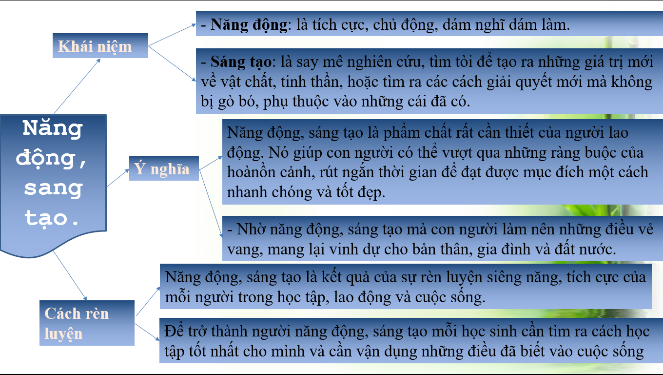 Khái niệm
- Năng động: là tích cực, chủ động, dám nghĩ dám làm.
- Sáng tạo: là say mê nghiên cứu, tìm tòi để tạo ra những giá trị mới
về vật chất, tinh thần, hoặc tìm ra các cách giải quyết mới mà không
bị gò bó, phụ thuộc vào những cái đã có.
Năng
động,
sang
tạo.
Ý nghĩa
Năng động, sáng tạo là phẩm chất rất cần thiết của người lao
động. Nó giúp con người có thể vượt qua những ràng buộc của
hoànồn cảnh, rút ngắn thời gian để đạt được mục đích một cách
nhanh chóng và tốt đẹp.
- Nhờ năng động, sáng tạo mà con người làm nên những điều vẻ
vang, mang lại vinh dự cho bản thân, gia đình và đất nước.
Cách rèn
luyện
Năng động, sáng tạo là kết quả của sự rèn luyện siêng năng, tích cực của
mỗi người trong học tập, lao động và cuộc sống.
Để trở thành người năng động, sáng tạo mỗi học sinh cần tìm ra cách học
tập tốt nhất cho mình và cần vận dụng những điều đã biết vào cuộc sống